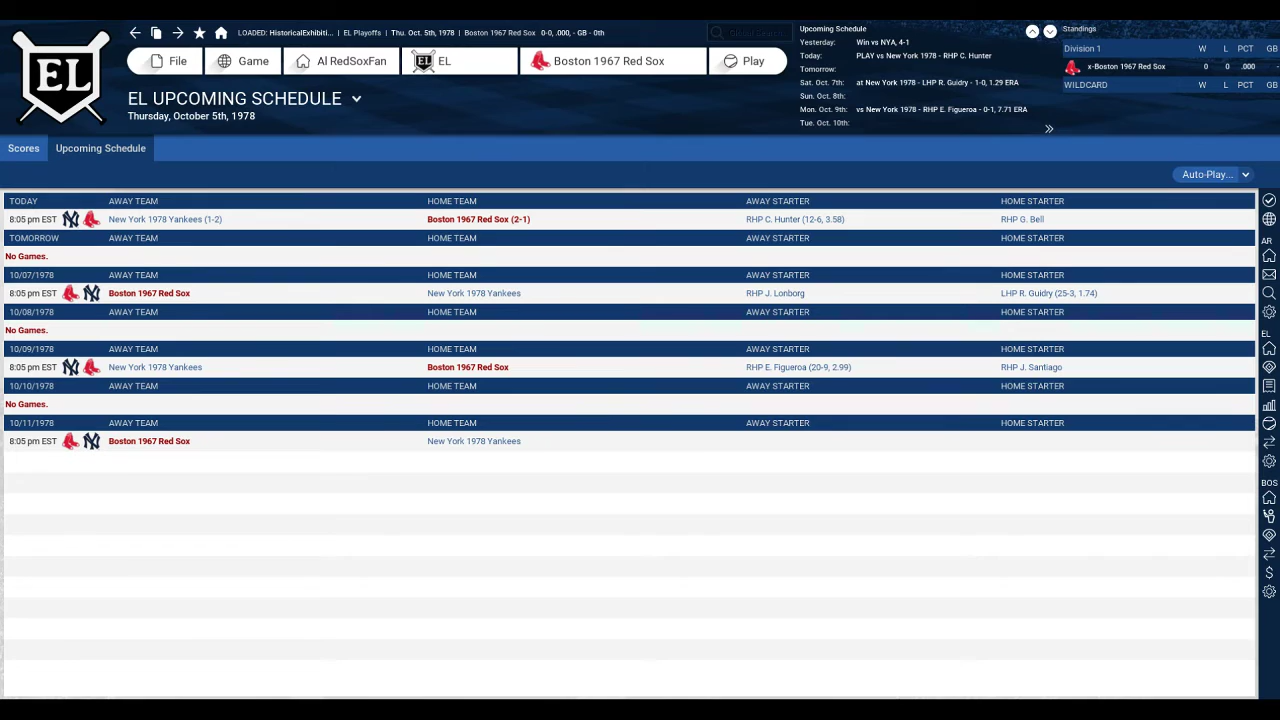 LOADED: HistoricalExhibiti... | EL Playoffs | Thu. Oct. 5th, 1978 | Boston 1967 Red Sox 0-0, .000, - GB - 0th
Global Search
EL
File
Game
Al RedSoxFan
EL
EL
Boston 1967 Red Sox
Play
EL UPCOMING SCHEDULE
Thursday, October 5th, 1978
Upcoming Schedule
Yesterday: Win vs NYA, 4-1
Today: PLAY vs New York 1978 - RHP C. Hunter
Tomorrow:
Sat. Oct. 7th: at New York 1978 - LHP R. Guidry - 1-0, 1.29 ERA
Sun. Oct. 8th:
Mon. Oct. 9th: vs New York 1978 - RHP E. Figueroa - 0-1, 7.71 ERA
Tue. Oct. 10th:
Standings
Division 1 W L PCT GB
x-Boston 1967 Red Sox 0 0 .000 -
WILDCARD W L PCT GB
Scores
Upcoming Schedule
Auto-Play...
TODAY AWAY TEAM HOME TEAM AWAY STARTER HOME STARTER
8:05 pm EST New York 1978 Yankees (1-2) Boston 1967 Red Sox (2-1) RHP C. Hunter (12-6, 3.58) RHP G. Bell
TOMORROW AWAY TEAM HOME TEAM AWAY STARTER HOME STARTER
No Games.
10/07/1978 AWAY TEAM HOME TEAM AWAY STARTER HOME STARTER
8:05 pm EST Boston 1967 Red Sox New York 1978 Yankees RHP J. Lonborg LHP R. Guidry (25-3, 1.74)
10/08/1978 AWAY TEAM HOME TEAM AWAY STARTER HOME STARTER
No Games.
10/09/1978 AWAY TEAM HOME TEAM AWAY STARTER HOME STARTER
8:05 pm EST New York 1978 Yankees Boston 1967 Red Sox RHP E. Figueroa (20-9, 2.99) RHP J. Santiago
10/10/1978 AWAY TEAM HOME TEAM AWAY STARTER HOME STARTER
No Games.
10/11/1978 AWAY TEAM HOME TEAM AWAY STARTER HOME STARTER
8:05 pm EST Boston 1967 Red Sox New York 1978 Yankees
AR
EL
BOS